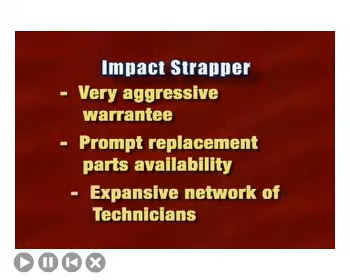 Impact Strapper
- Very aggressive
warrantee
- Prompt replacement
parts availability
- Expansive network of
Technicians